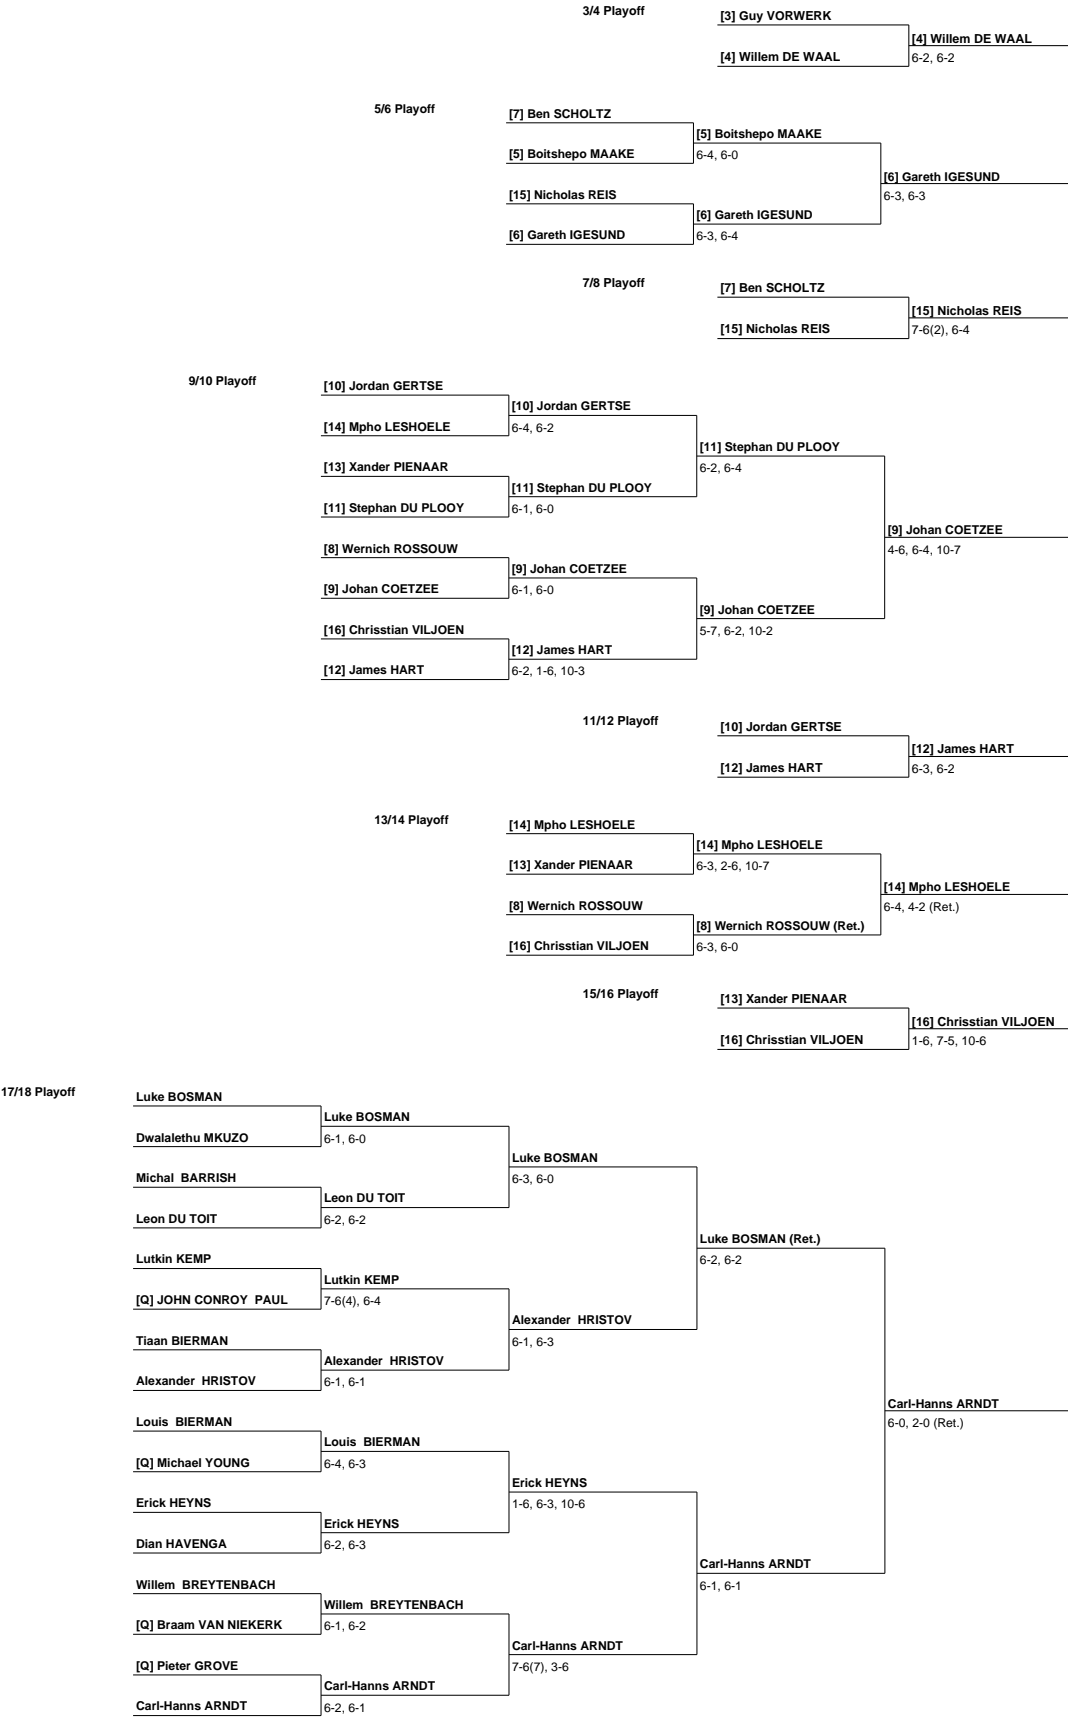 3/4 Playoff
[3] Guy VORWERK
[4] Willem DE WAAL
[4] Willem DE WAAL
6-2, 6-2
5/6 Playoff
[7] Ben SCHOLTZ
[5] Boitshepo MAAKE
[5] Boitshepo MAAKE
6-4, 6-0
[6] Gareth IGESUND
6-3, 6-3
[15] Nicholas REIS
[6] Gareth IGESUND
[6] Gareth IGESUND
6-3, 6-4
7/8 Playoff
[7] Ben SCHOLTZ
[15] Nicholas REIS
[15] Nicholas REIS
7-6(2), 6-4
9/10 Playoff
[10] Jordan GERTSE
[10] Jordan GERTSE
[14] Mpho LESHOELE
6-4, 6-2
[11] Stephan DU PLOOY
6-2, 6-4
[13] Xander PIENAAR
[11] Stephan DU PLOOY
[11] Stephan DU PLOOY
6-1, 6-0
[9] Johan COETZEE
4-6, 6-4, 10-7
[8] Wernich ROSSOUW
[9] Johan COETZEE
[9] Johan COETZEE
6-1, 6-0
[9] Johan COETZEE
5-7, 6-2, 10-2
[16] Chrisstian VILJOEN
[12] James HART
[12] James HART
6-2, 1-6, 10-3
11/12 Playoff
[10] Jordan GERTSE
[12] James HART
[12] James HART
6-3, 6-2
13/14 Playoff
[14] Mpho LESHOELE
[14] Mpho LESHOELE
[13] Xander PIENAAR
6-3, 2-6, 10-7
[14] Mpho LESHOELE
6-4, 4-2 (Ret.)
[8] Wernich ROSSOUW
[8] Wernich ROSSOUW (Ret.)
[16] Chrisstian VILJOEN
6-3, 6-0
15/16 Playoff
[13] Xander PIENAAR
[16] Chrisstian VILJOEN
[16] Chrisstian VILJOEN
1-6, 7-5, 10-6
17/18 Playoff
Luke BOSMAN
Luke BOSMAN
Dwalalethu MKUZO
6-1, 6-0
Luke BOSMAN
6-3, 6-0
Michal  BARRISH
Leon DU TOIT
Leon DU TOIT
6-2, 6-2
Luke BOSMAN (Ret.)
6-2, 6-2
Lutkin KEMP
Lutkin KEMP
[Q] JOHN CONROY  PAUL
7-6(4), 6-4
Alexander  HRISTOV
6-1, 6-3
Tiaan BIERMAN
Alexander  HRISTOV
Alexander  HRISTOV
6-1, 6-1
Carl-Hanns ARNDT
6-0, 2-0 (Ret.)
Louis  BIERMAN
Louis  BIERMAN
[Q] Michael YOUNG
6-4, 6-3
Erick HEYNS
1-6, 6-3, 10-6
Erick HEYNS
Erick HEYNS
Dian HAVENGA
6-2, 6-3
Carl-Hanns ARNDT
6-1, 6-1
Willem  BREYTENBACH
Willem  BREYTENBACH
[Q] Braam VAN NIEKERK
6-1, 6-2
Carl-Hanns ARNDT
7-6(7), 3-6
[Q] Pieter GROVE
Carl-Hanns ARNDT
Carl-Hanns ARNDT
6-2, 6-1